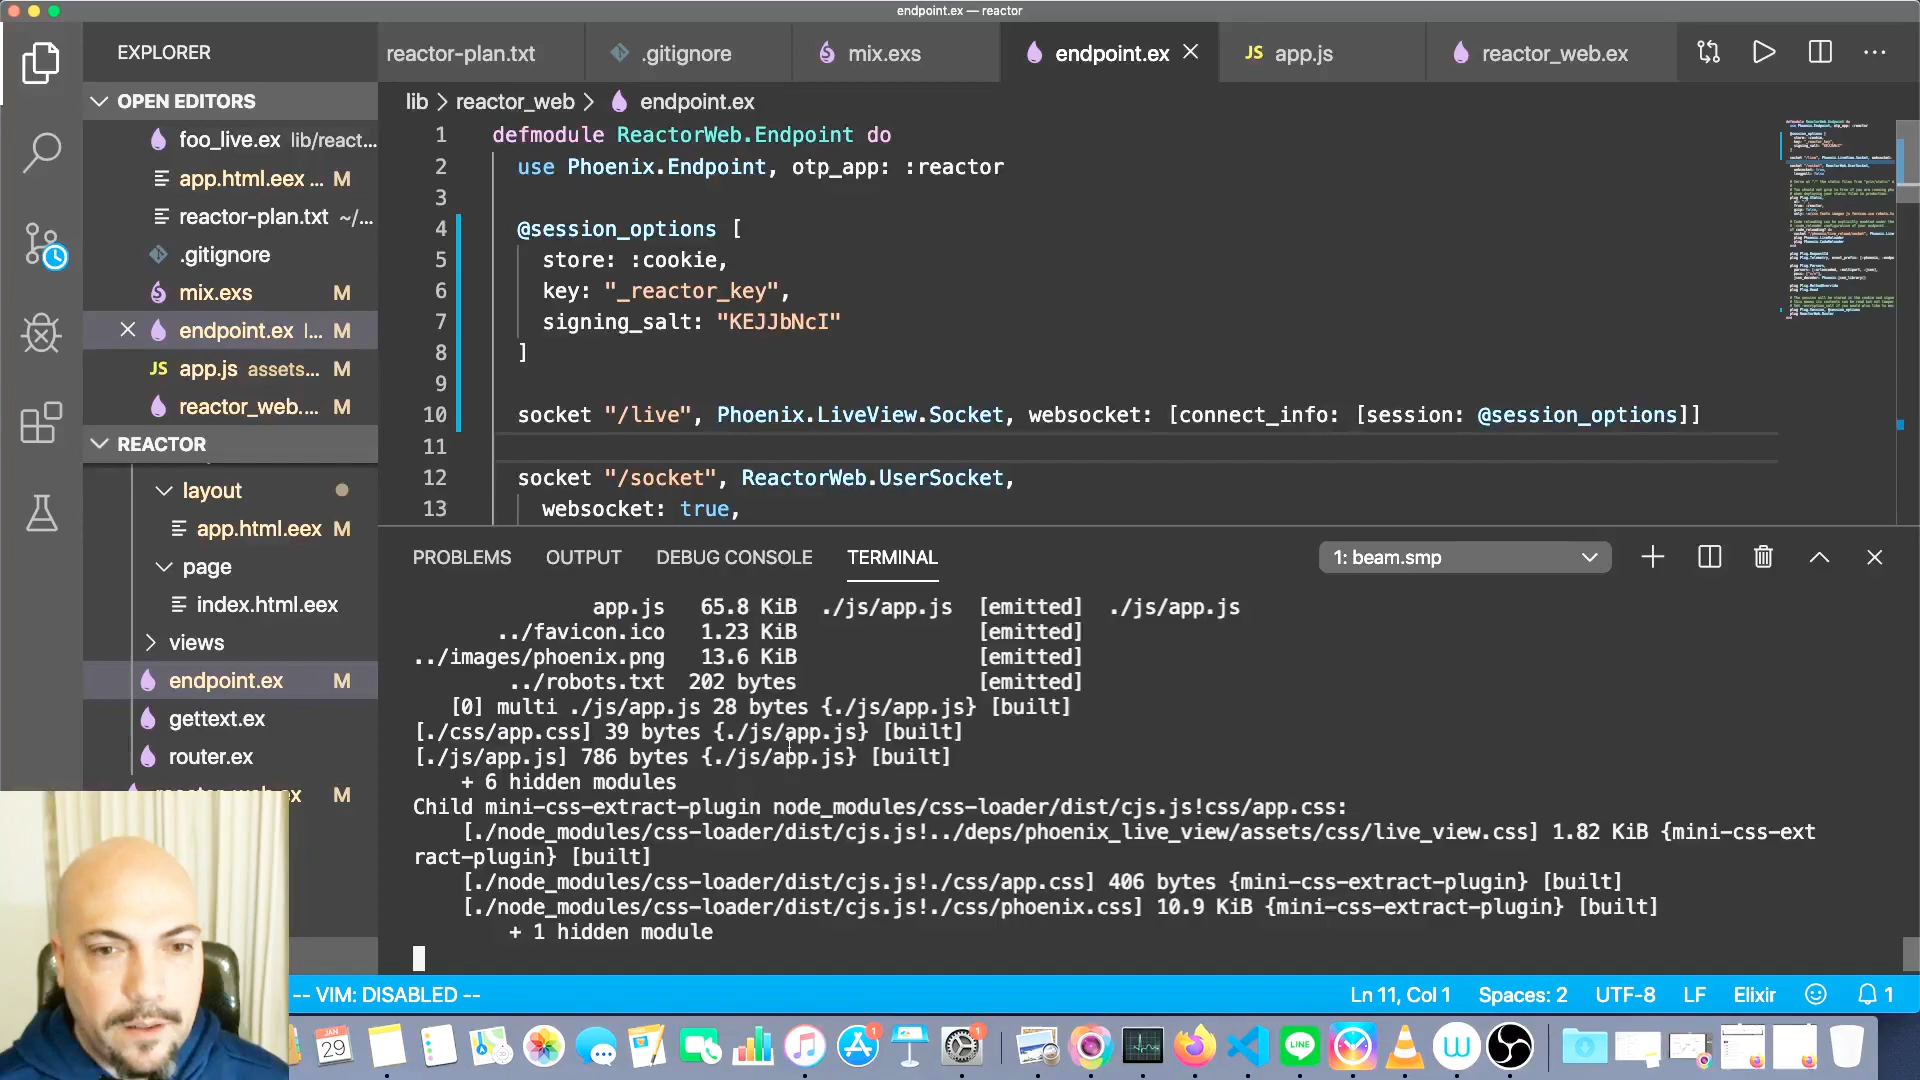 endpoint.ex — reactor
EXPLORER
reactor-plan.txt
.gitignore
mix.exs
endpoint.ex
JS app.js
reactor_web.ex
OPEN EDITORS
foo_live.ex lib/react...
app.html.eex ... M
reactor-plan.txt ~/...
.gitignore
mix.exs M
endpoint.ex l... M
JS app.js assets... M
reactor_web.... M
REACTOR
layout
app.html.eex M
page
index.html.eex
views
endpoint.ex M
gettext.ex
router.ex
M
lib > reactor_web > endpoint.ex
1 defmodule ReactorWeb.Endpoint do
2 use Phoenix.Endpoint, otp_app: :reactor
3
4 @session_options [
5 store: :cookie,
6 key: "_reactor_key",
7 signing_salt: "KEJJbNcI"
8 ]
9
10 socket "/live", Phoenix.LiveView.Socket, websocket: [connect_info: [session: @session_options]]
11
12 socket "/socket", ReactorWeb.UserSocket,
13 websocket: true,
PROBLEMS OUTPUT DEBUG CONSOLE TERMINAL
1: beam.smp
app.js 65.8 KiB ./js/app.js [emitted] ./js/app.js
../favicon.ico 1.23 KiB [emitted]
../images/phoenix.png 13.6 KiB [emitted]
../robots.txt 202 bytes [emitted]
[0] multi ./js/app.js 28 bytes {./js/app.js} [built]
[./css/app.css] 39 bytes {./js/app.js} [built]
[./js/app.js] 786 bytes {./js/app.js} [built]
+ 6 hidden modules
Child mini-css-extract-plugin node_modules/css-loader/dist/cjs.js!css/app.css:
[./node_modules/css-loader/dist/cjs.js!../deps/phoenix_live_view/assets/css/live_view.css] 1.82 KiB {mini-css-ext
ract-plugin} [built]
[./node_modules/css-loader/dist/cjs.js!./css/app.css] 406 bytes {mini-css-extract-plugin} [built]
[./node_modules/css-loader/dist/cjs.js!./css/phoenix.css] 10.9 KiB {mini-css-extract-plugin} [built]
+ 1 hidden module
-- VIM: DISABLED --
Ln 11, Col 1 Spaces: 2 UTF-8 LF Elixir 1
JAN
29
1
1
LINE